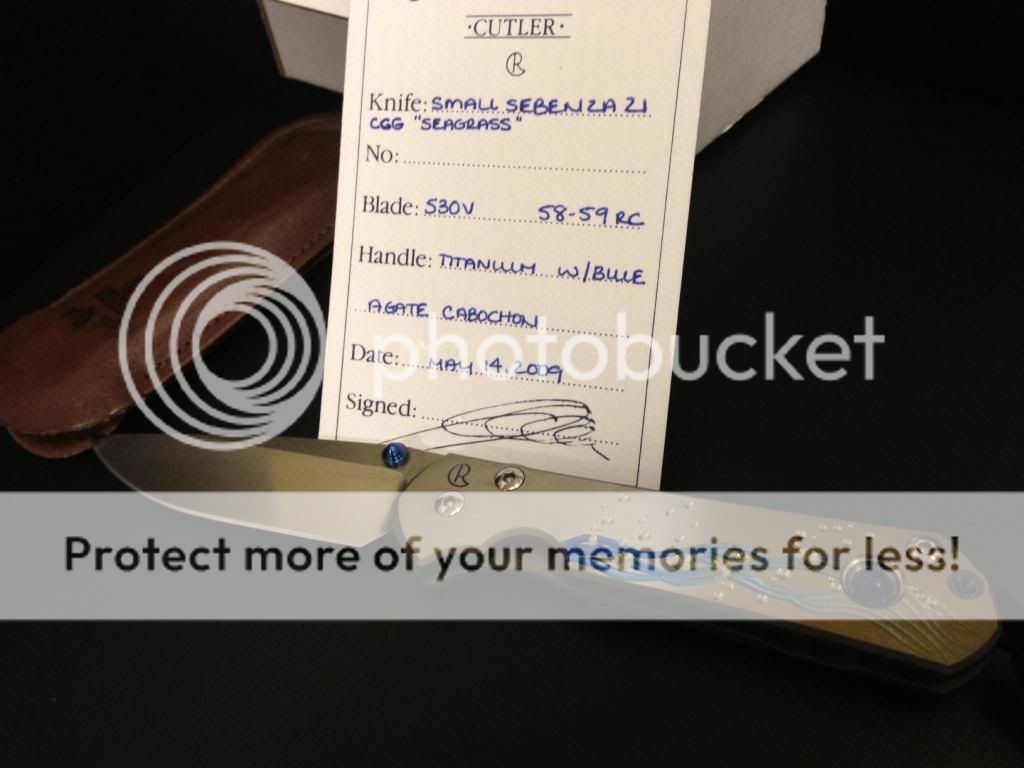 ·CUTLER·
Knife: SMALL SEBENZA 21
CGG "SEAGRASS"
No:
Blade: S30V 58-59 RC
Handle: TITANIUM W/BLUE
AGATE CABOCHON
Date: MAY 14, 2009
Signed:
photobucket
Protect more of your memories for less!